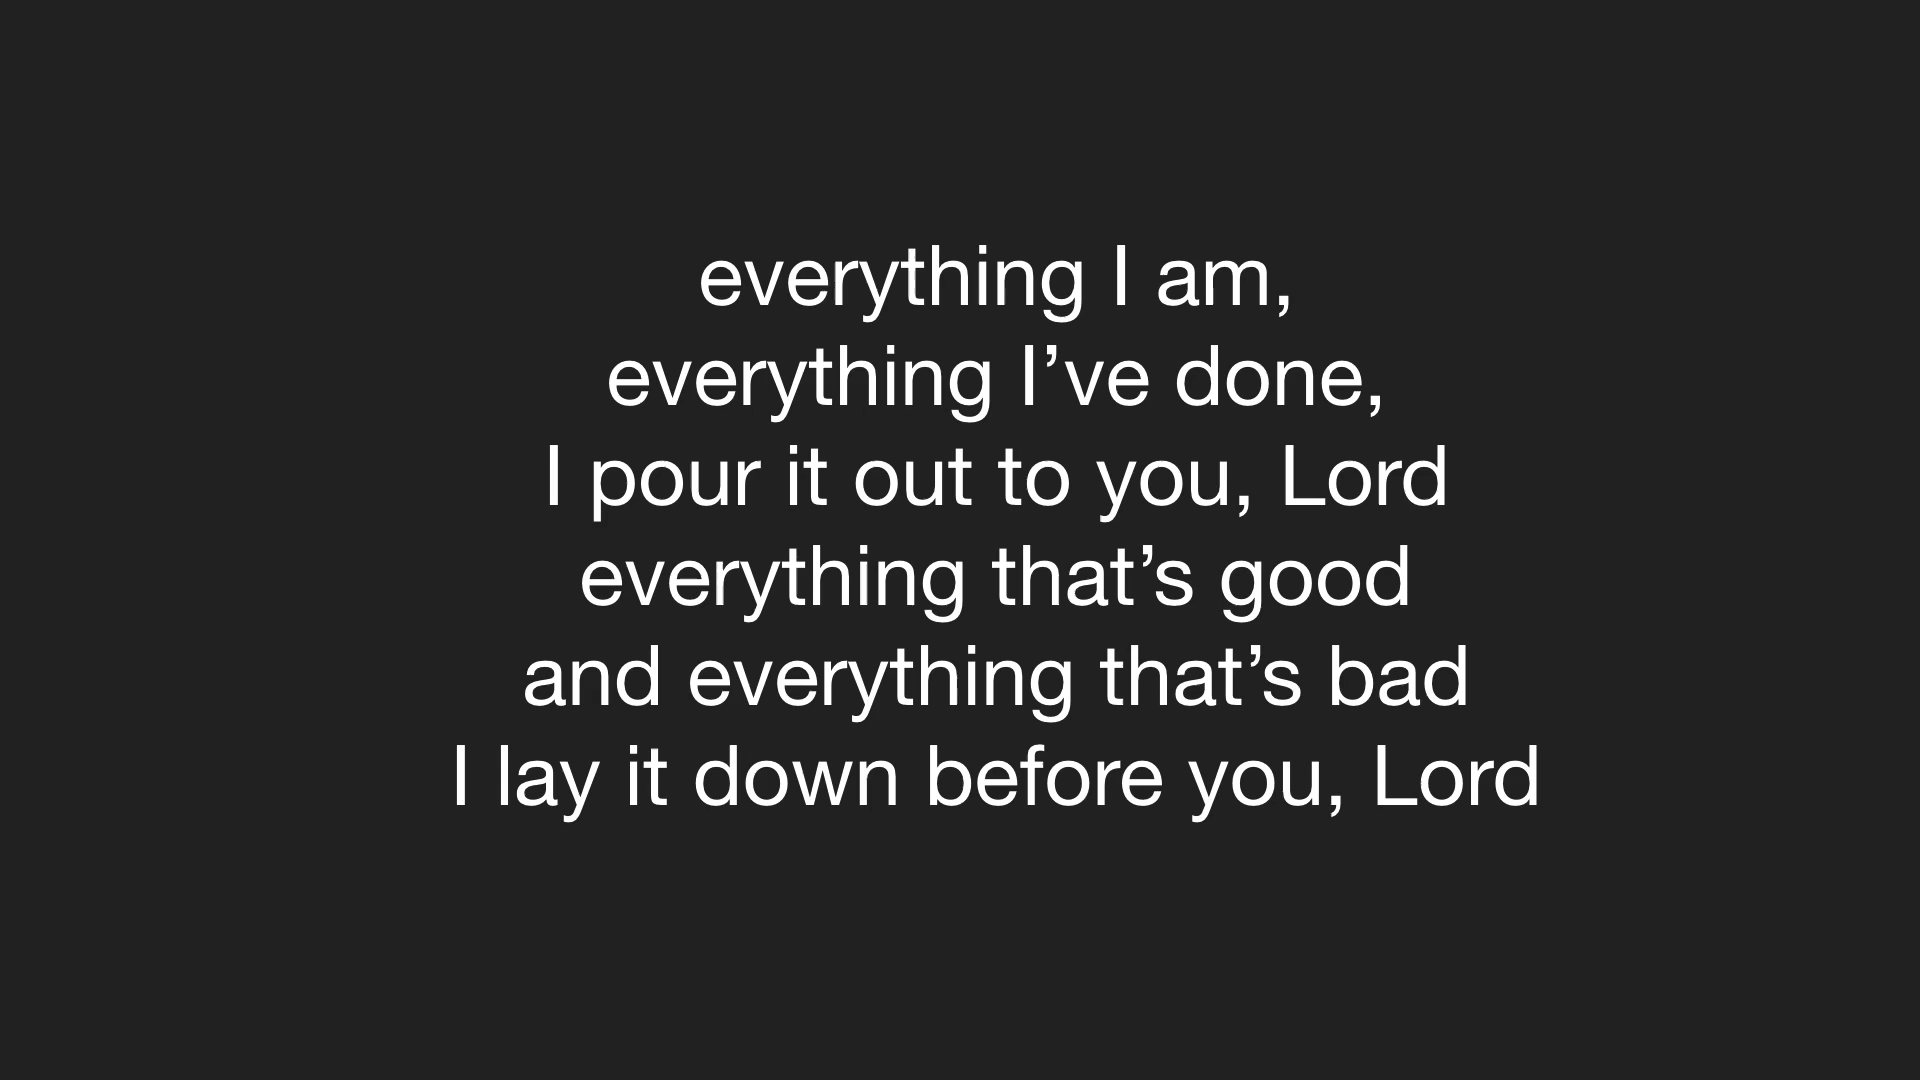 everything I am,
everything I’ve done,
I pour it out to you, Lord
everything that’s good
and everything that’s bad
I lay it down before you, Lord